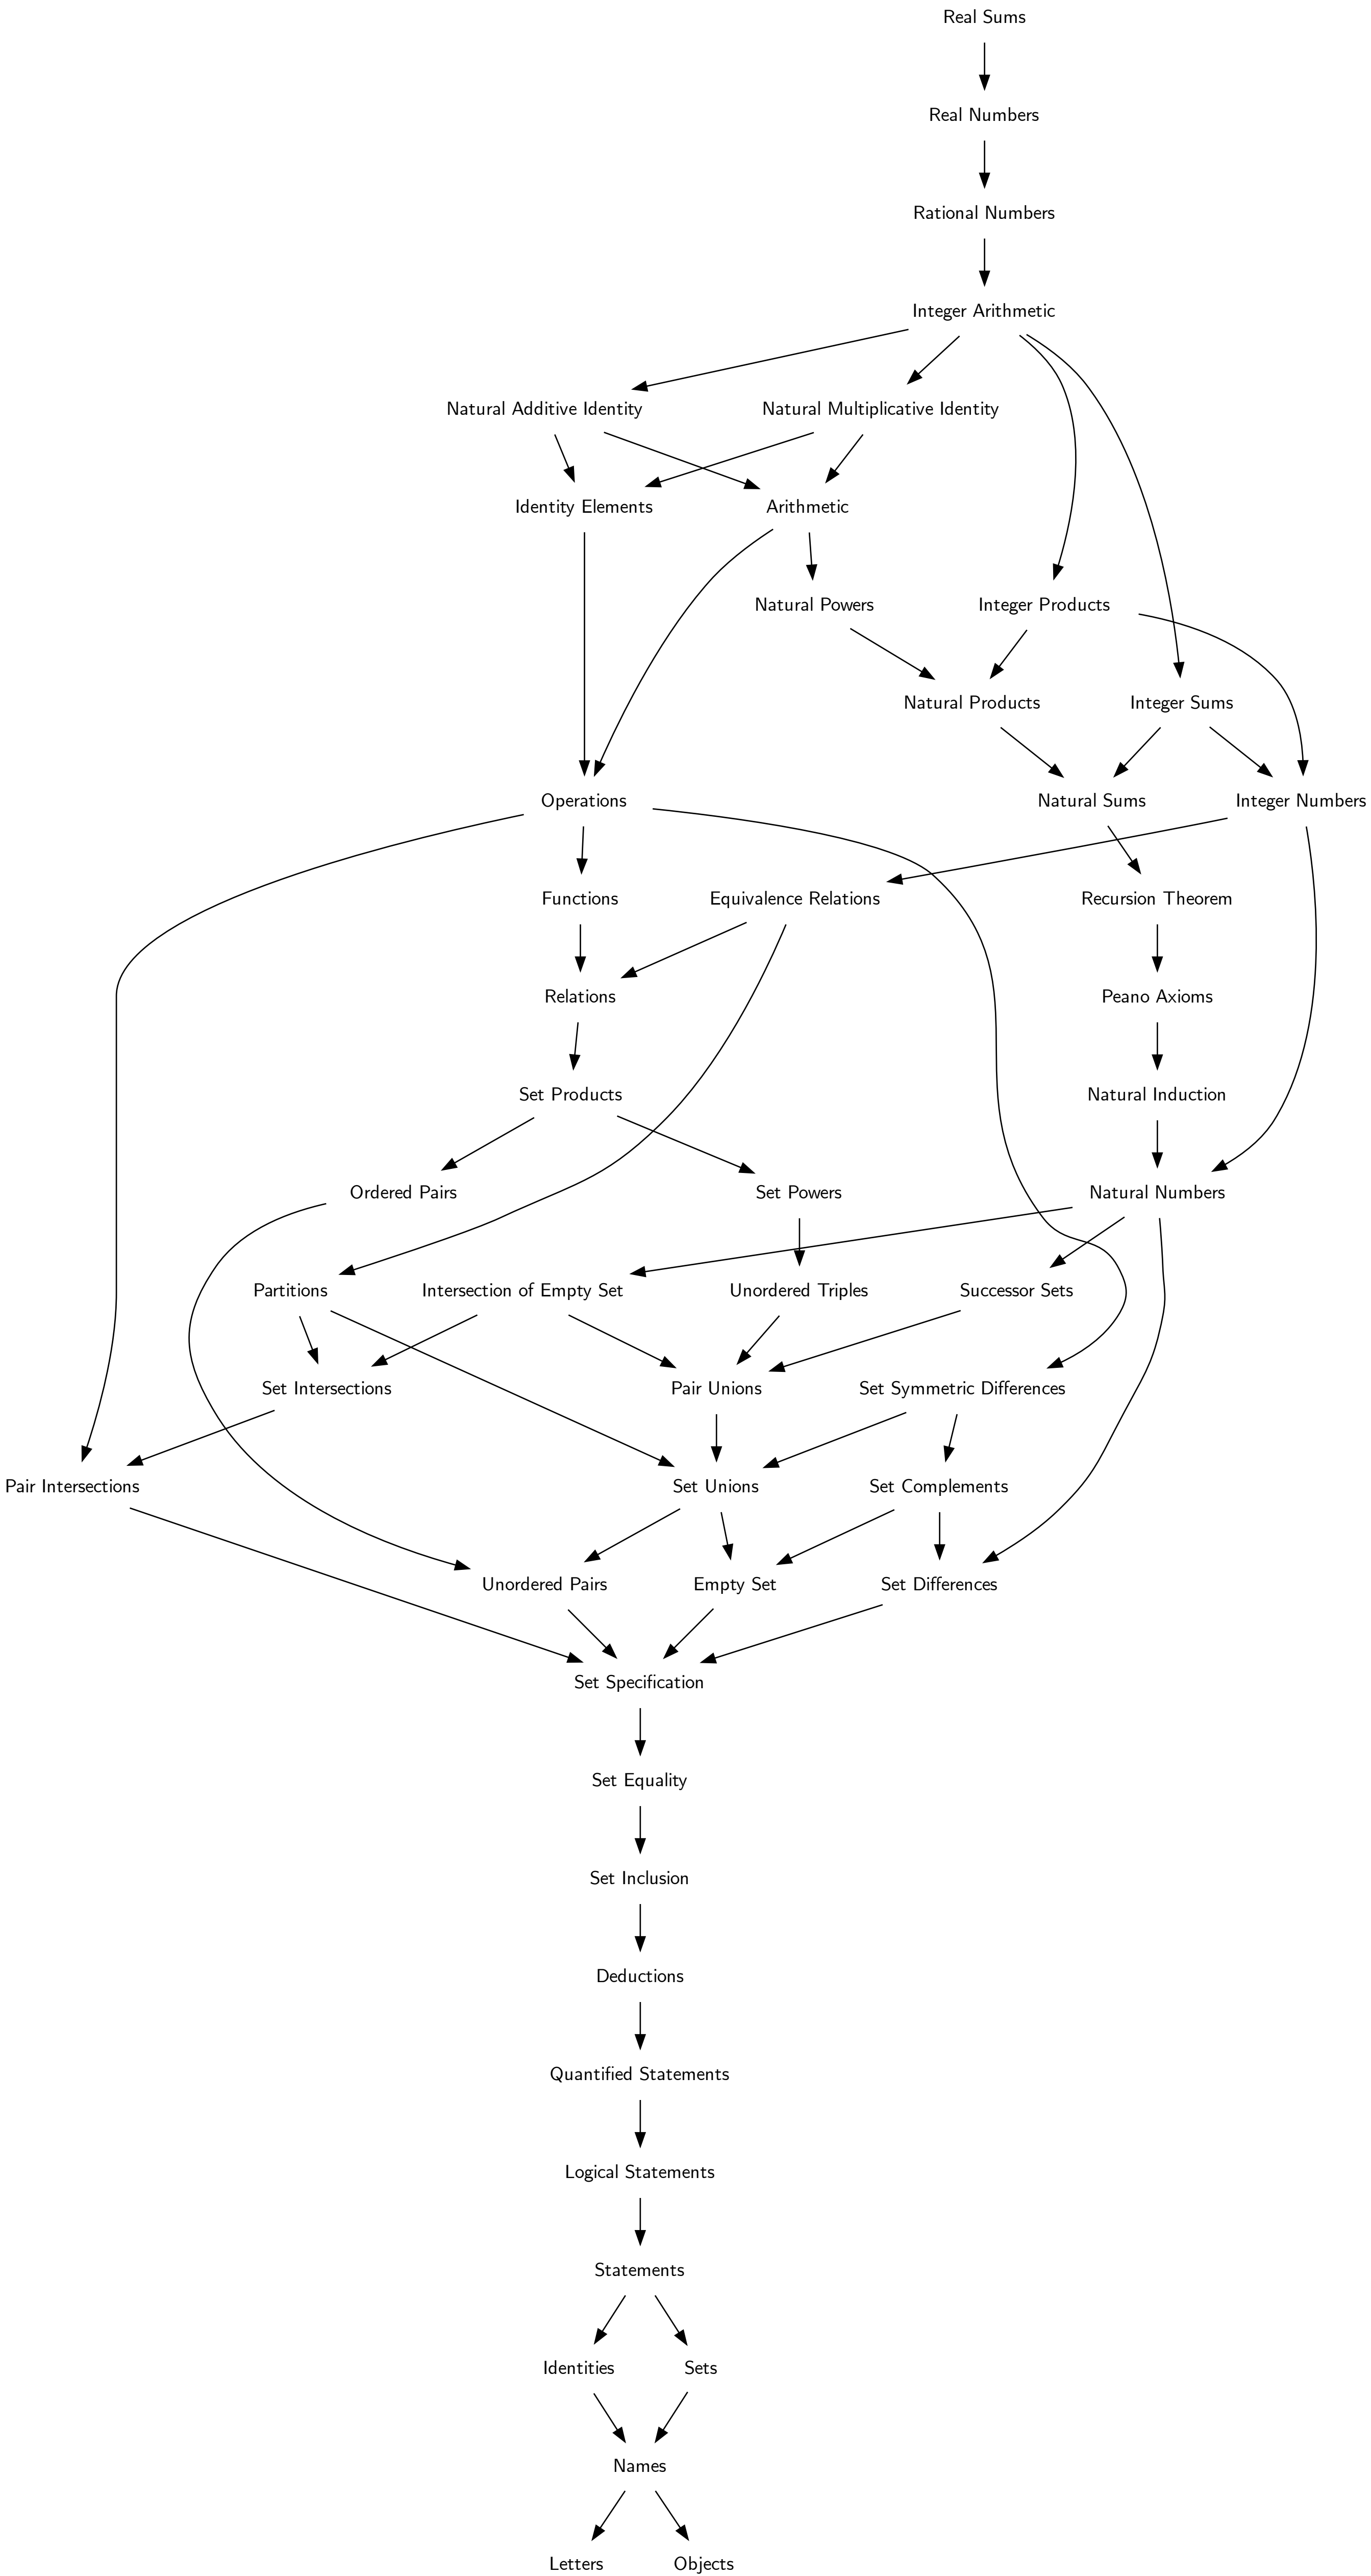 Real Sums
Real Numbers
Rational Numbers
Integer Arithmetic
Natural Additive Identity
Natural Multiplicative Identity
Identity Elements
Arithmetic
Natural Powers
Integer Products
Natural Products
Integer Sums
Operations
Natural Sums
Integer Numbers
Functions
Equivalence Relations
Recursion Theorem
Relations
Peano Axioms
Set Products
Natural Induction
Ordered Pairs
Set Powers
Natural Numbers
Partitions
Intersection of Empty Set
Unordered Triples
Successor Sets
Set Intersections
Pair Unions
Set Symmetric Differences
Pair Intersections
Set Unions
Set Complements
Unordered Pairs
Empty Set
Set Differences
Set Specification
Set Equality
Set Inclusion
Deductions
Quantified Statements
Logical Statements
Statements
Identities
Sets
Names
Letters
Objects